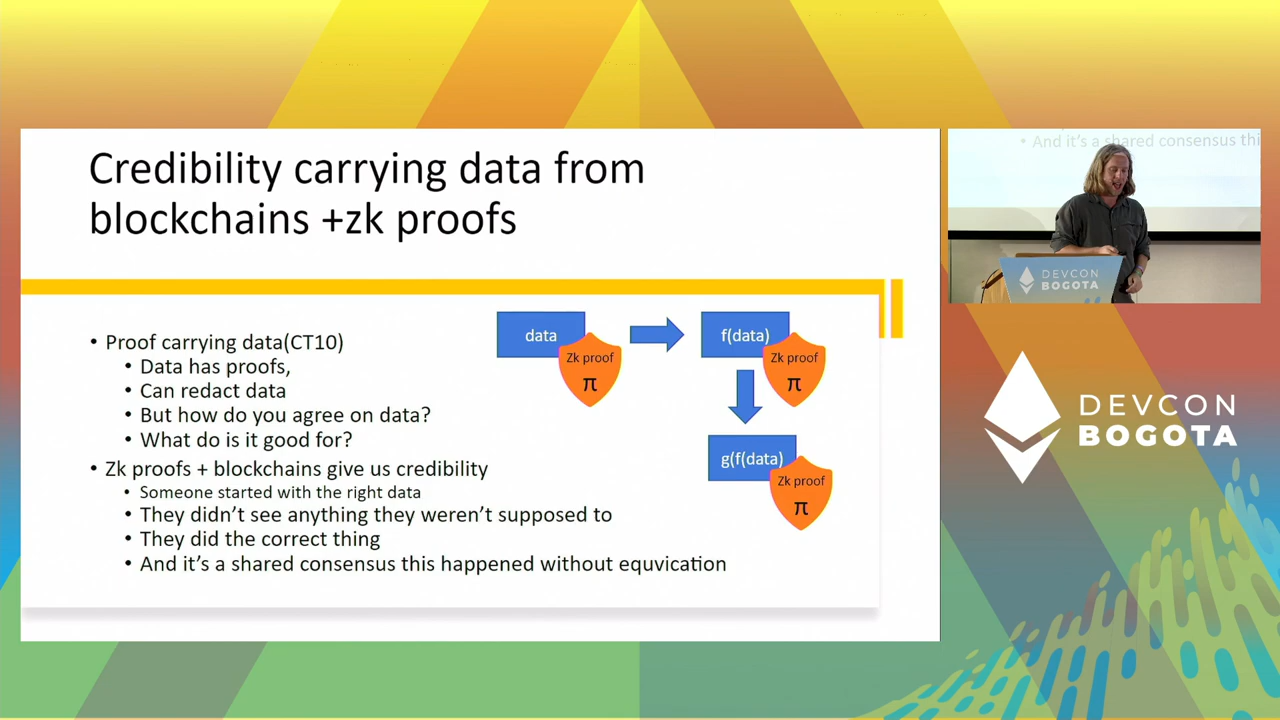 Credibility carrying data from
blockchains +zk proofs
• Proof carrying data(CT10)
• Data has proofs,
• Can redact data
• But how do you agree on data?
• What do is it good for?
• Zk proofs + blockchains give us credibility
• Someone started with the right data
• They didn't see anything they weren't supposed to
• They did the correct thing
• And it's a shared consensus this happened without equvication
data
Zk proof
π
f(data)
Zk proof
π
g(f(data)
Zk proof
π
• And it's a shared consensus thi
DEVCON
BOGOTA
DEVCON
BOGOTA